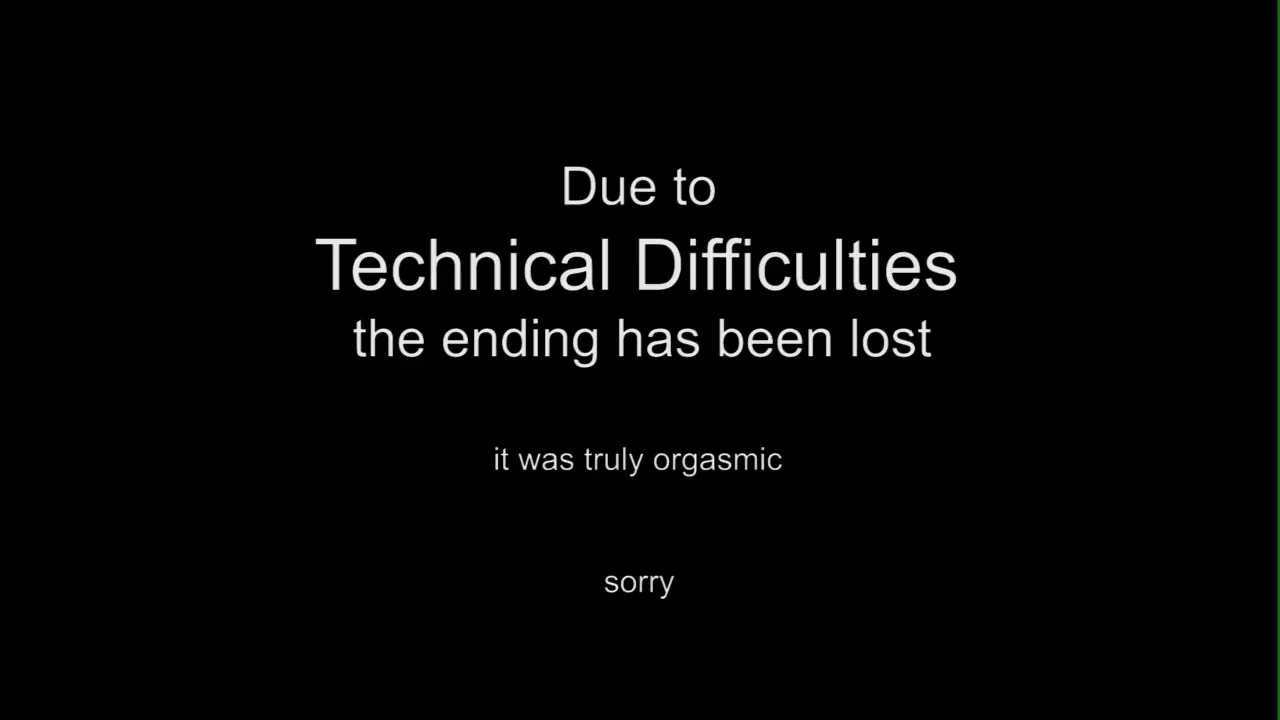 Due to
Technical Difficulties
the ending has been lost
it was truly orgasmic
sorry